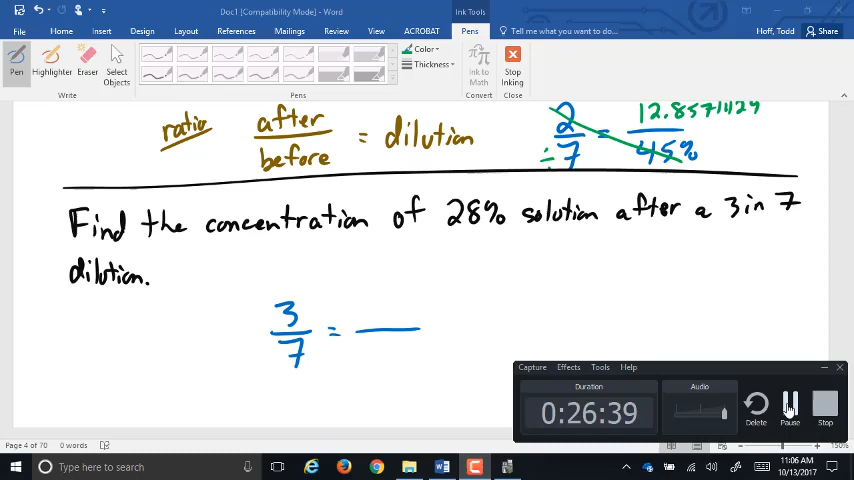 Doc1 [Compatibility Mode] - Word
Ink Tools
Hoff, Todd
File Home Insert Draw Design Layout References Mailings Review View ACROBAT Pens Tell me what you want to do... Share
Pen Highlighter Eraser Select Objects
Color
Thickness
Ink to Math
Stop Inking
Write Pens Convert Close
ratio after/before = dilution
÷ 2/7 = 12.8571429/45%
Find the concentration of 28% solution after a 3 in 7
dilution.
3/7 =
Capture Effects Tools Help
Duration Audio
0:26:39
Delete Pause Stop
Page 4 of 70 0 words
150%
Type here to search
11:06 AM
10/13/2017